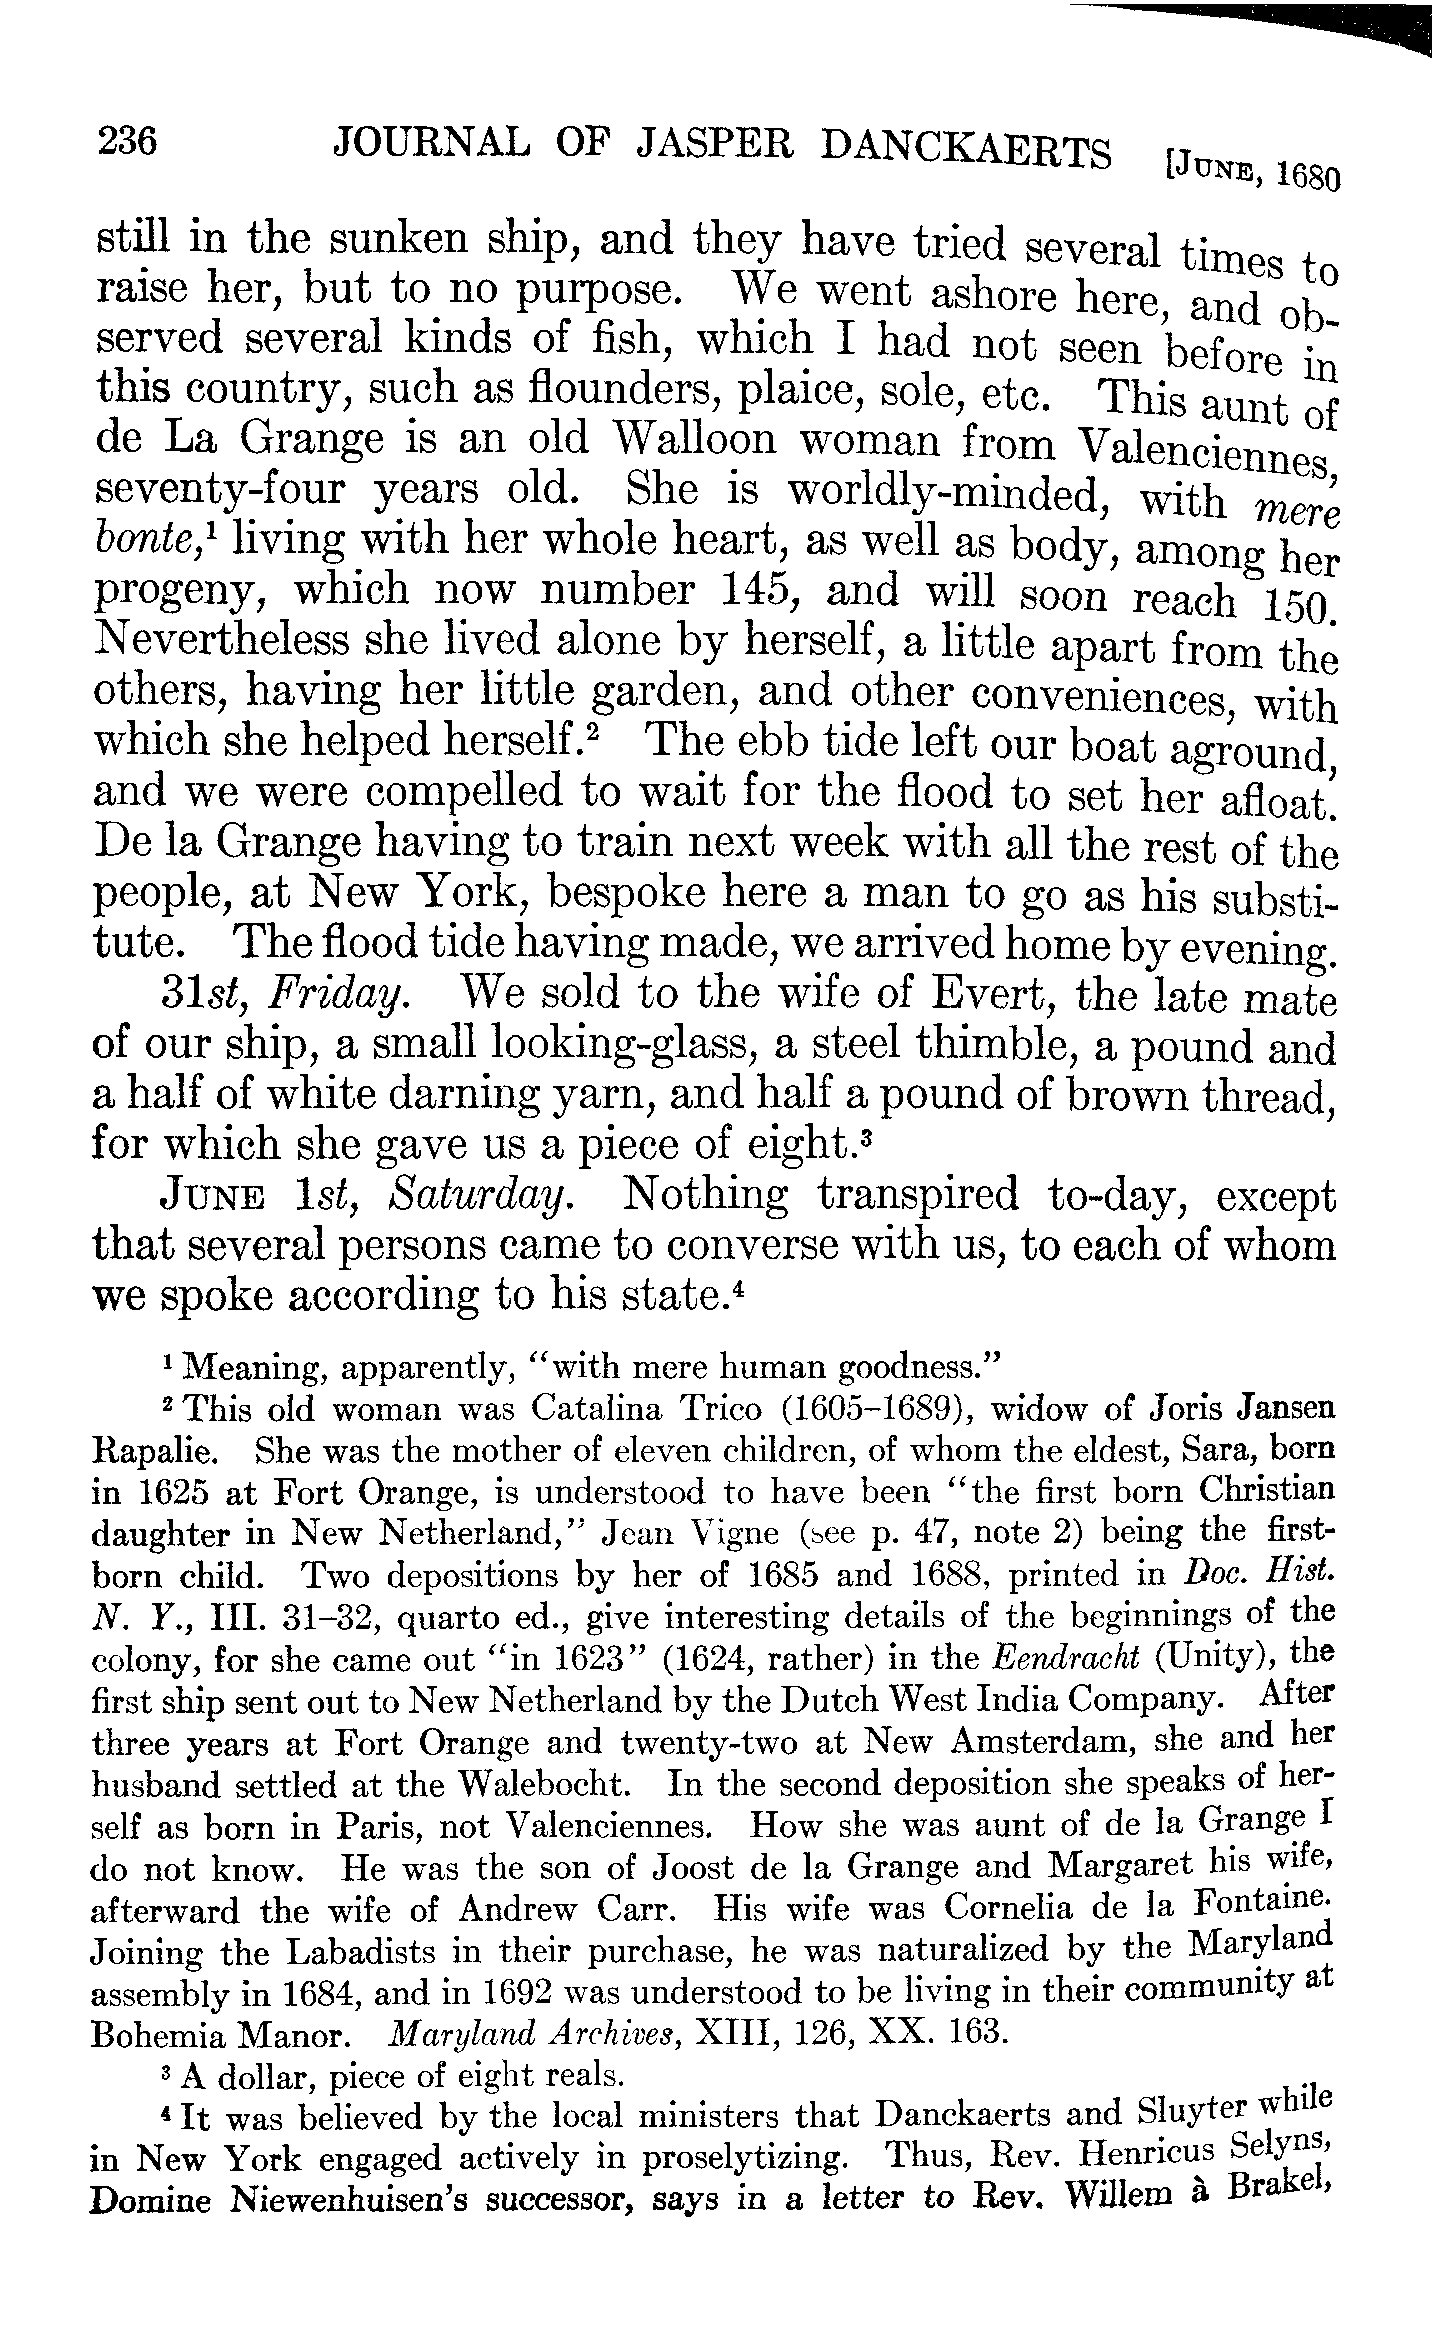 236 JOURNAL OF JASPER DANCKAERTS [JUNE, 1680
still in the sunken ship, and they have tried several times to
raise her, but to no purpose. We went ashore here, and ob-
served several kinds of fish, which I had not seen before in
this country, such as flounders, plaice, sole, etc. This aunt of
de La Grange is an old Walloon woman from Valenciennes,
seventy-four years old. She is worldly-minded, with mere
bonte,¹ living with her whole heart, as well as body, among her
progeny, which now number 145, and will soon reach 150.
Nevertheless she lived alone by herself, a little apart from the
others, having her little garden, and other conveniences, with
which she helped herself.² The ebb tide left our boat aground,
and we were compelled to wait for the flood to set her afloat.
De la Grange having to train next week with all the rest of the
people, at New York, bespoke here a man to go as his substi-
tute. The flood tide having made, we arrived home by evening.
31st, Friday. We sold to the wife of Evert, the late mate
of our ship, a small looking-glass, a steel thimble, a pound and
a half of white darning yarn, and half a pound of brown thread,
for which she gave us a piece of eight.³
JUNE 1st, Saturday. Nothing transpired to-day, except
that several persons came to converse with us, to each of whom
we spoke according to his state.⁴
¹ Meaning, apparently, "with mere human goodness."
² This old woman was Catalina Trico (1605-1689), widow of Joris Jansen
Rapalie. She was the mother of eleven children, of whom the eldest, Sara, born
in 1625 at Fort Orange, is understood to have been "the first born Christian
daughter in New Netherland," Jean Vigne (see p. 47, note 2) being the first-
born child. Two depositions by her of 1685 and 1688, printed in Doc. Hist.
N. Y., III. 31-32, quarto ed., give interesting details of the beginnings of the
colony, for she came out "in 1623" (1624, rather) in the Eendracht (Unity), the
first ship sent out to New Netherland by the Dutch West India Company. After
three years at Fort Orange and twenty-two at New Amsterdam, she and her
husband settled at the Walebocht. In the second deposition she speaks of her-
self as born in Paris, not Valenciennes. How she was aunt of de la Grange I
do not know. He was the son of Joost de la Grange and Margaret his wife,
afterward the wife of Andrew Carr. His wife was Cornelia de la Fontaine.
Joining the Labadists in their purchase, he was naturalized by the Maryland
assembly in 1684, and in 1692 was understood to be living in their community at
Bohemia Manor. Maryland Archives, XIII, 126, XX. 163.
³ A dollar, piece of eight reals.
⁴ It was believed by the local ministers that Danckaerts and Sluyter while
in New York engaged actively in proselytizing. Thus, Rev. Henricus Selyns,
Domine Niewenhuisen's successor, says in a letter to Rev. Willem à Brakel,